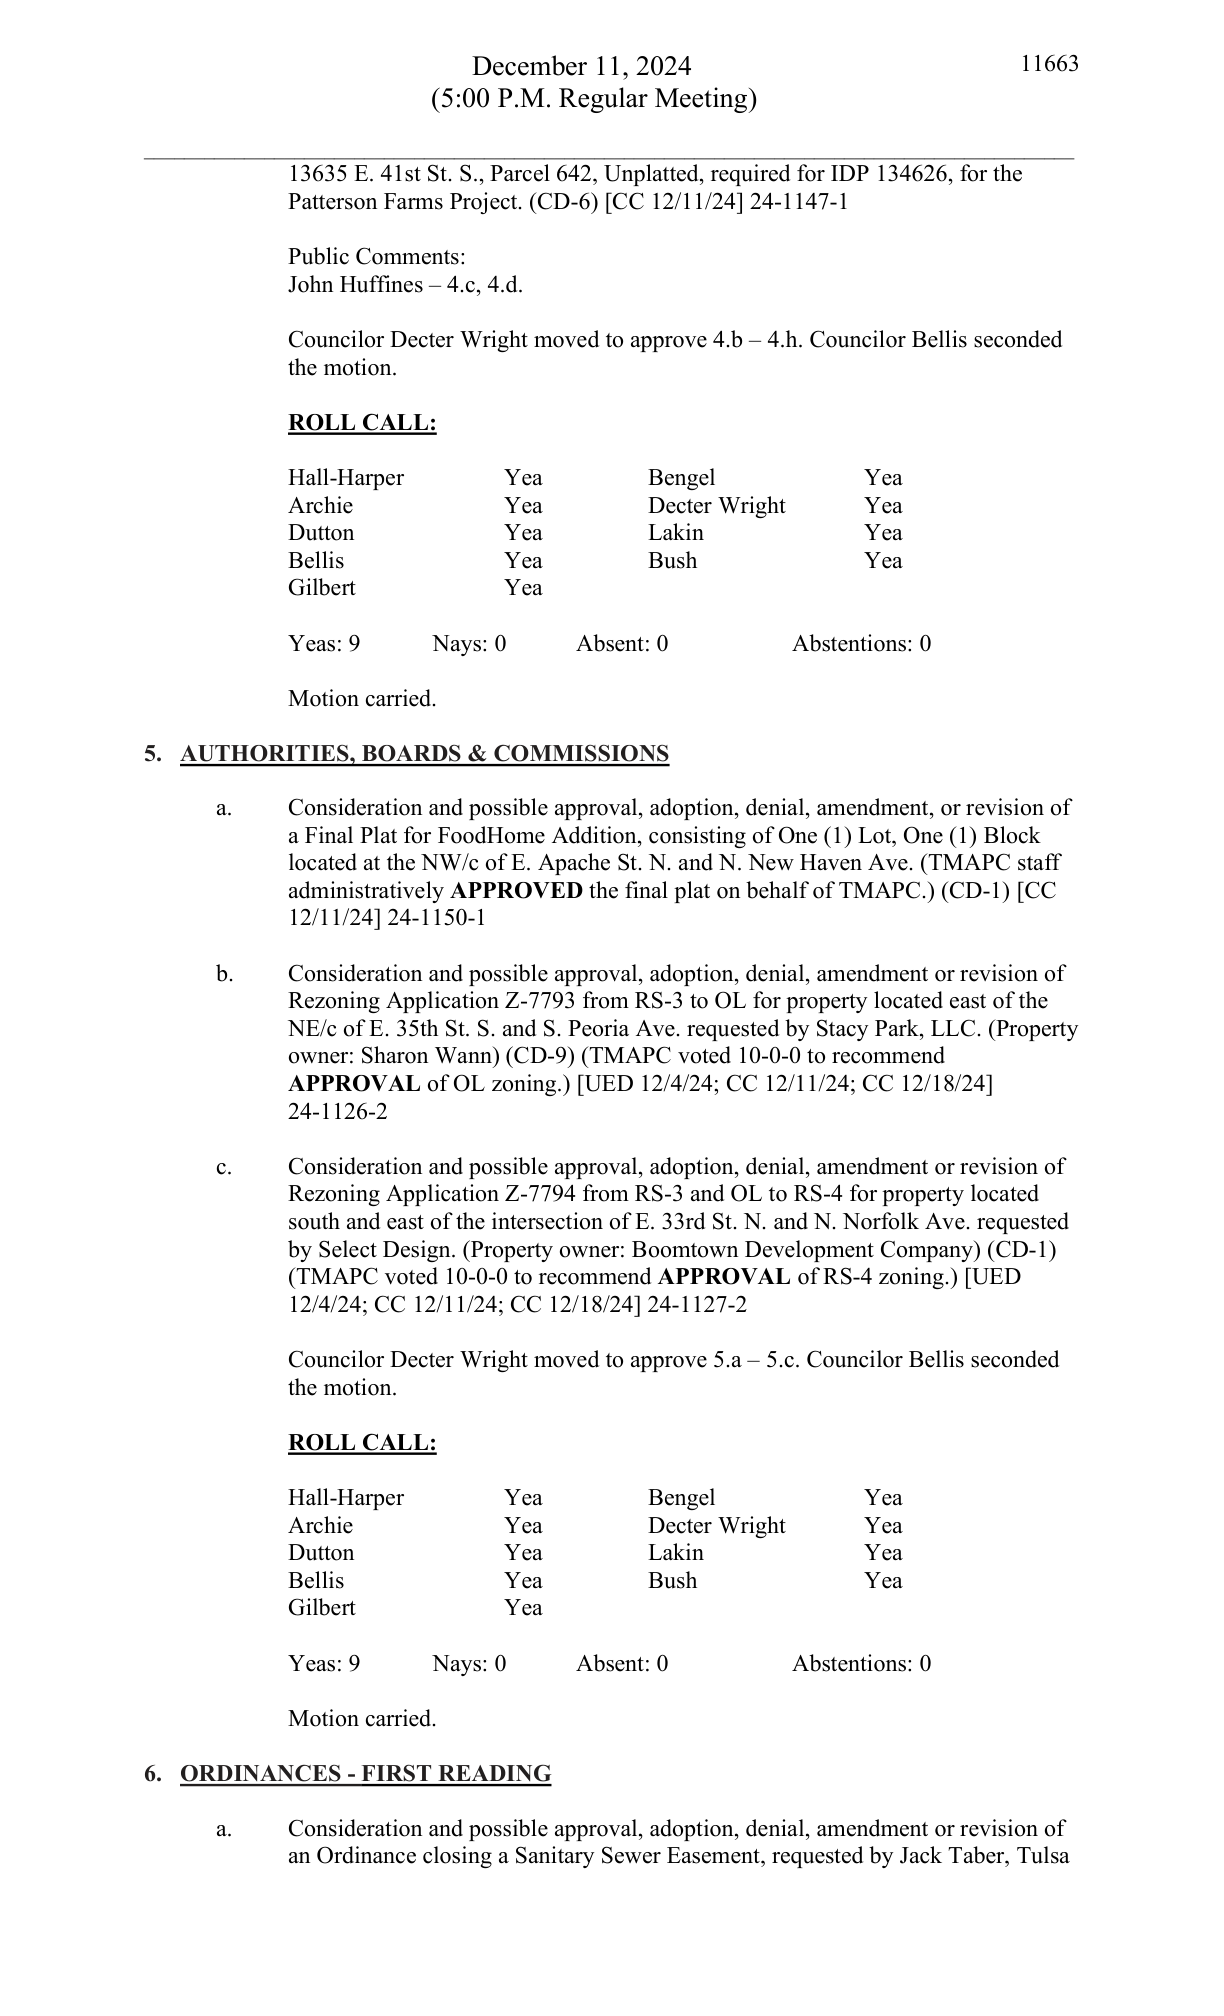 December 11, 2024
11663
(5:00 P.M. Regular Meeting)
13635 E. 41st St. S., Parcel 642, Unplatted, required for IDP 134626, for the
Patterson Farms Project. (CD-6) [CC 12/11/24] 24-1147-1
Public Comments:
John Huffines – 4.c, 4.d.
Councilor Decter Wright moved to approve 4.b – 4.h. Councilor Bellis seconded
the motion.
ROLL CALL:
Hall-Harper Yea Bengel Yea
Archie Yea Decter Wright Yea
Dutton Yea Lakin Yea
Bellis Yea Bush Yea
Gilbert Yea
Yeas: 9 Nays: 0 Absent: 0 Abstentions: 0
Motion carried.
5. AUTHORITIES, BOARDS & COMMISSIONS
a. Consideration and possible approval, adoption, denial, amendment, or revision of
a Final Plat for FoodHome Addition, consisting of One (1) Lot, One (1) Block
located at the NW/c of E. Apache St. N. and N. New Haven Ave. (TMAPC staff
administratively APPROVED the final plat on behalf of TMAPC.) (CD-1) [CC
12/11/24] 24-1150-1
b. Consideration and possible approval, adoption, denial, amendment or revision of
Rezoning Application Z-7793 from RS-3 to OL for property located east of the
NE/c of E. 35th St. S. and S. Peoria Ave. requested by Stacy Park, LLC. (Property
owner: Sharon Wann) (CD-9) (TMAPC voted 10-0-0 to recommend
APPROVAL of OL zoning.) [UED 12/4/24; CC 12/11/24; CC 12/18/24]
24-1126-2
c. Consideration and possible approval, adoption, denial, amendment or revision of
Rezoning Application Z-7794 from RS-3 and OL to RS-4 for property located
south and east of the intersection of E. 33rd St. N. and N. Norfolk Ave. requested
by Select Design. (Property owner: Boomtown Development Company) (CD-1)
(TMAPC voted 10-0-0 to recommend APPROVAL of RS-4 zoning.) [UED
12/4/24; CC 12/11/24; CC 12/18/24] 24-1127-2
Councilor Decter Wright moved to approve 5.a – 5.c. Councilor Bellis seconded
the motion.
ROLL CALL:
Hall-Harper Yea Bengel Yea
Archie Yea Decter Wright Yea
Dutton Yea Lakin Yea
Bellis Yea Bush Yea
Gilbert Yea
Yeas: 9 Nays: 0 Absent: 0 Abstentions: 0
Motion carried.
6. ORDINANCES - FIRST READING
a. Consideration and possible approval, adoption, denial, amendment or revision of
an Ordinance closing a Sanitary Sewer Easement, requested by Jack Taber, Tulsa